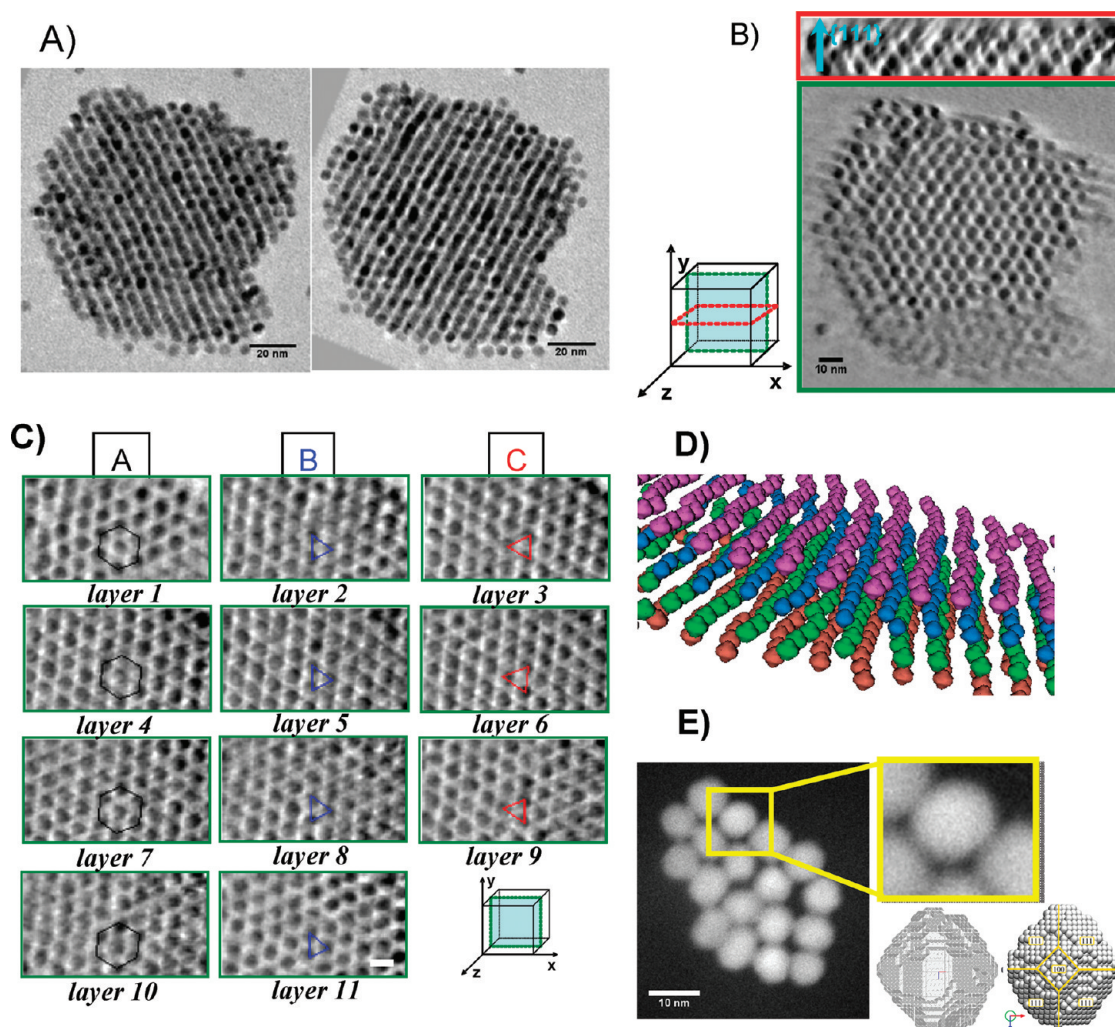 A)
20 nm
20 nm
B)
{111}
y
x
z
10 nm
C)
A
B
C
layer 1
layer 2
layer 3
layer 4
layer 5
layer 6
layer 7
layer 8
layer 9
layer 10
layer 11
y
x
z
D)
E)
10 nm
100